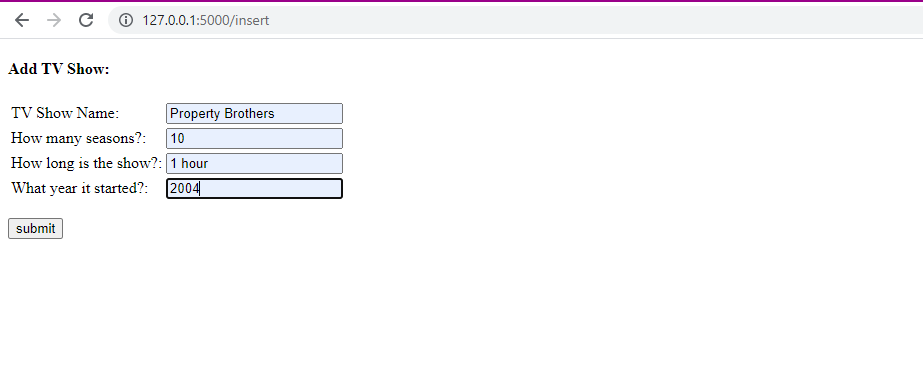 127.0.0.1:5000/insert
Add TV Show:
TV Show Name: Property Brothers
How many seasons?: 10
How long is the show?: 1 hour
What year it started?: 2004
submit